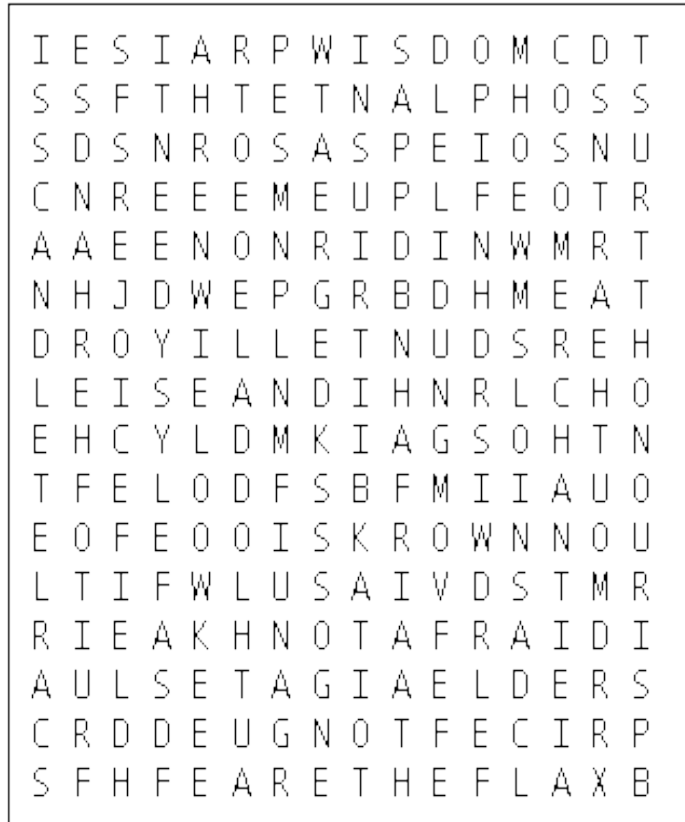 I E S I A R P W I S D O M C D T
S S F T H T E T N A L P H O S S
S D S N R O S A S P E I O S N U
C N R E E E M E U P L F E O T R
A A E E N O N R I D I N W M R T
N H J D W E P G R B D H M E A T
D R O Y I L L E T N U D S R E H
L E I S E A N D I H N R L C H O
E H C Y L D M K I A G S O H T N
T F E L O D F S B F M I I A U O
E O F E O O I S K R O W N N O U
L T I F W L U S A I V D S T M R
R I E A K H N O T A F R A I D I
A U L S E T A G I A E L D E R S
C R D D E U G N O T F E C I R P
S F H F E A R E T H E F L A X B